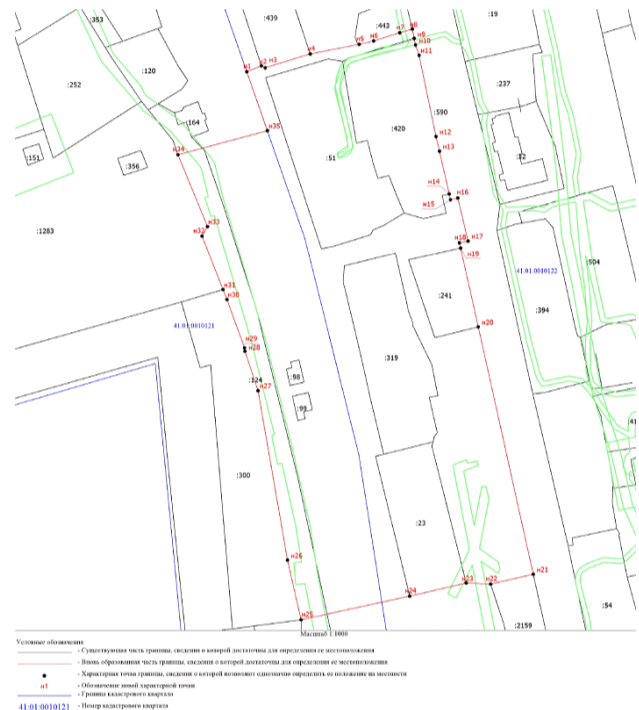 :353
:439
:443
н7
н8
:19
н5
н6
н9
н10
н11
н4
н1
н2
н3
:120
:252
:237
:164
н35
:420
:590
н12
н13
:51
н34
:151
:356
н14
н15
н16
н33
н32
:1283
н18
н17
н19
:504
41:01:0010122
н31
н30
:241
:394
41:01:0010121
н20
н29
н28
:319
:124
н27
:98
:99
41
:300
:23
н26
н21
н23
н22
н24
:54
н25
:2159
Масштаб 1:1000
Условные обозначения
- Существующая часть границы, сведения о которой достаточны для определения ее местоположения
- Вновь образованная часть границы, сведения о которой достаточны для определения ее местоположения
- Характерная точка границы, сведения о которой позволяют однозначно определить ее положение на местности
н1 - Обозначение новой характерной точки
- Граница кадастрового квартала
41:01:0010121 - Номер кадастрового квартала